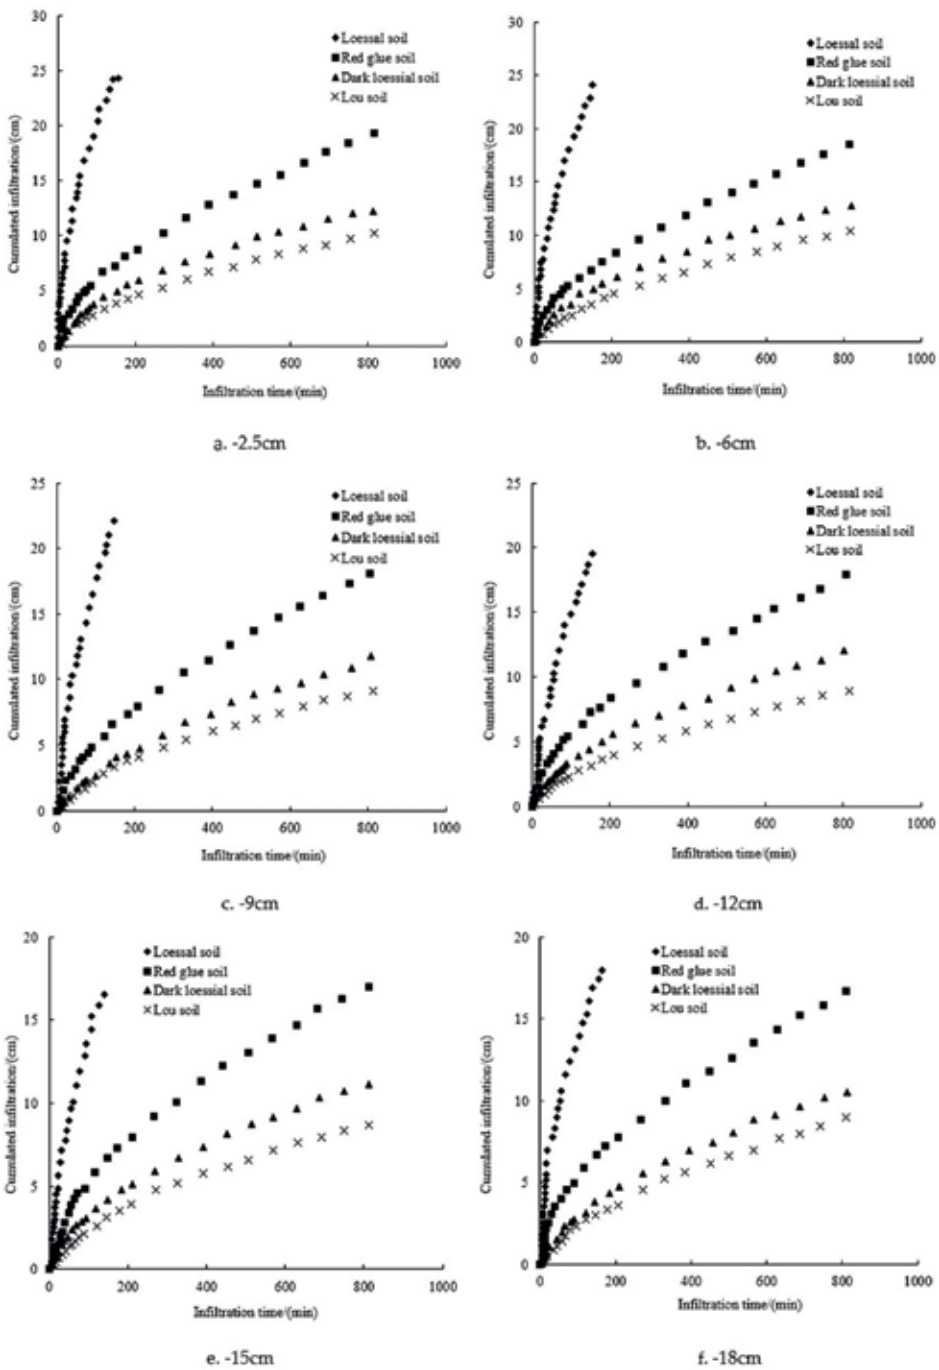 30
25
20
15
10
5
0
Cumulated infiltration/(cm)
Loessal soil
Red glue soil
Dark loessial soil
Lou soil
0 200 400 600 800 1000
Infiltration time/(min)
a. -2.5cm
30
25
20
15
10
5
0
Cumulated infiltration/(cm)
Loessal soil
Red glue soil
Dark loessial soil
Lou soil
0 200 400 600 800 1000
Infiltration time/(min)
b. -6cm
25
20
15
10
5
0
Cumulated infiltration/(cm)
Loessal soil
Red glue soil
Dark loessial soil
Lou soil
0 200 400 600 800 1000
Infiltration time/(min)
c. -9cm
25
20
15
10
5
0
Cumulated infiltration/(cm)
Loessal soil
Red glue soil
Dark loessial soil
Lou soil
0 200 400 600 800 1000
Infiltration time/(min)
d. -12cm
20
15
10
5
0
Cumulated infiltration/(cm)
Loessal soil
Red glue soil
Dark loessial soil
Lou soil
0 200 400 600 800 1000
Infiltration time/(min)
e. -15cm
20
15
10
5
0
Cumulated infiltration/(cm)
Loessal soil
Red glue soil
Dark loessial soil
Lou soil
0 200 400 600 800 1000
Infiltration time/(min)
f. -18cm